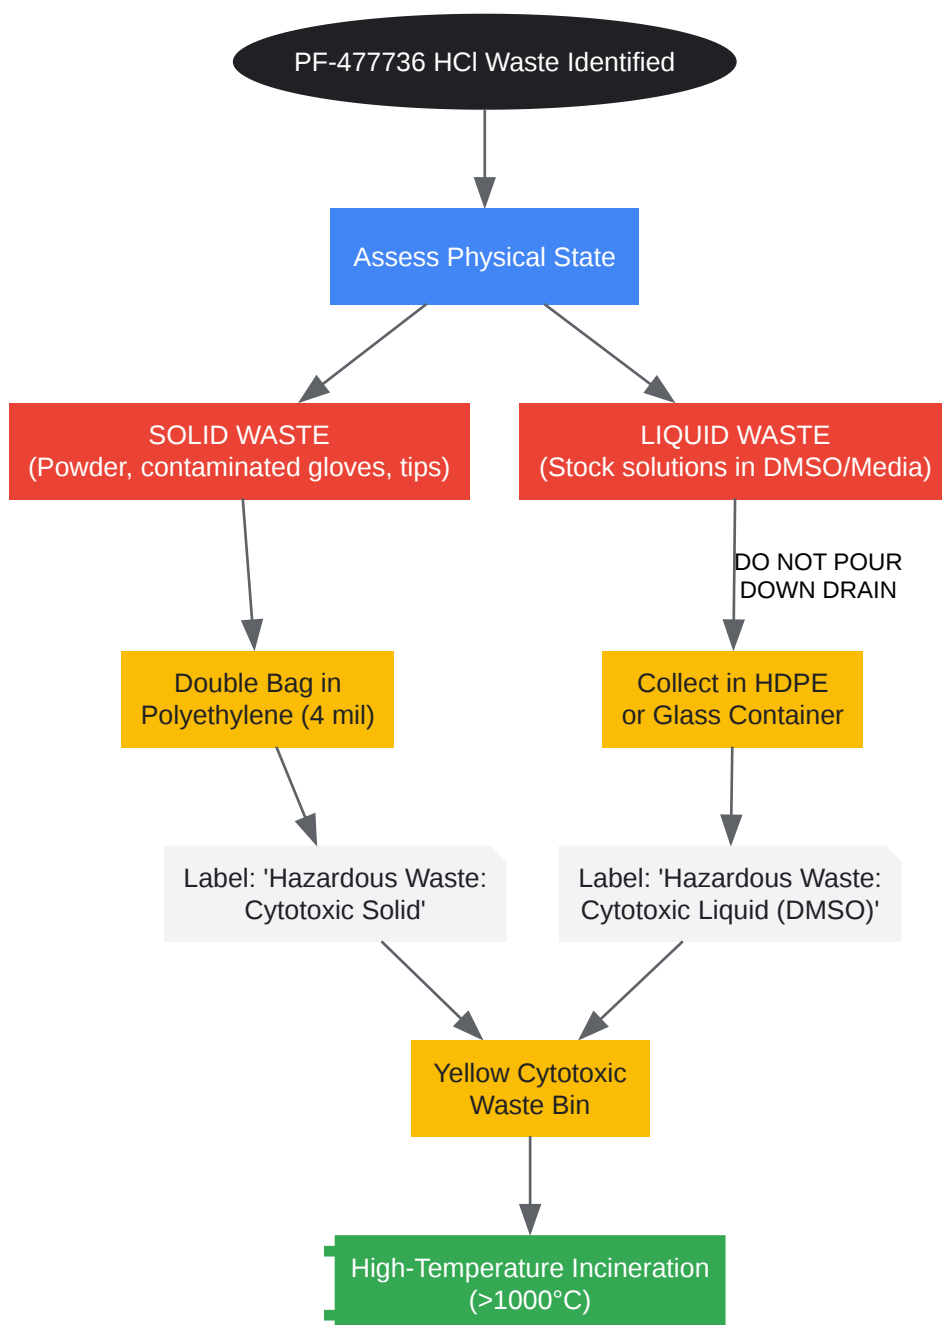 PF-477736 HCl Waste Identified
Assess Physical State
SOLID WASTE
(Powder, contaminated gloves, tips)
LIQUID WASTE
(Stock solutions in DMSO/Media)
DO NOT POUR
DOWN DRAIN
Double Bag in
Polyethylene (4 mil)
Collect in HDPE
or Glass Container
Label: 'Hazardous Waste:
Cytotoxic Solid'
Label: 'Hazardous Waste:
Cytotoxic Liquid (DMSO)'
Yellow Cytotoxic
Waste Bin
High-Temperature Incineration
(>1000°C)